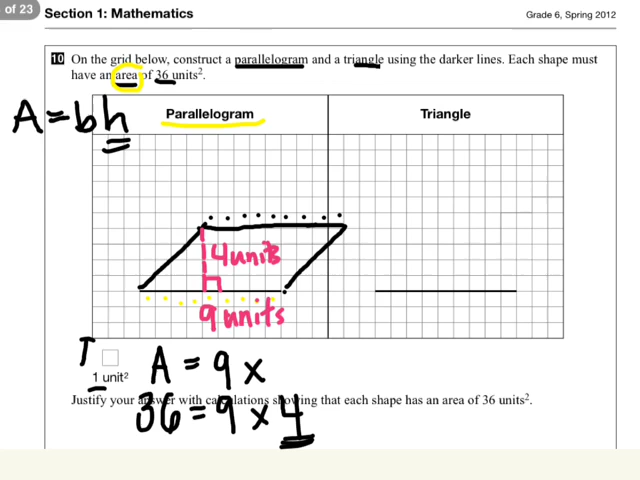 of 23
Section 1: Mathematics
Grade 6, Spring 2012
10 On the grid below, construct a parallelogram and a triangle using the darker lines. Each shape must
have an area of 36 units².
A = bh
Parallelogram
Triangle
4 units
9 units
1 unit²
A = 9 x
Justify your answer with calculations showing that each shape has an area of 36 units².
36 = 9 x 4